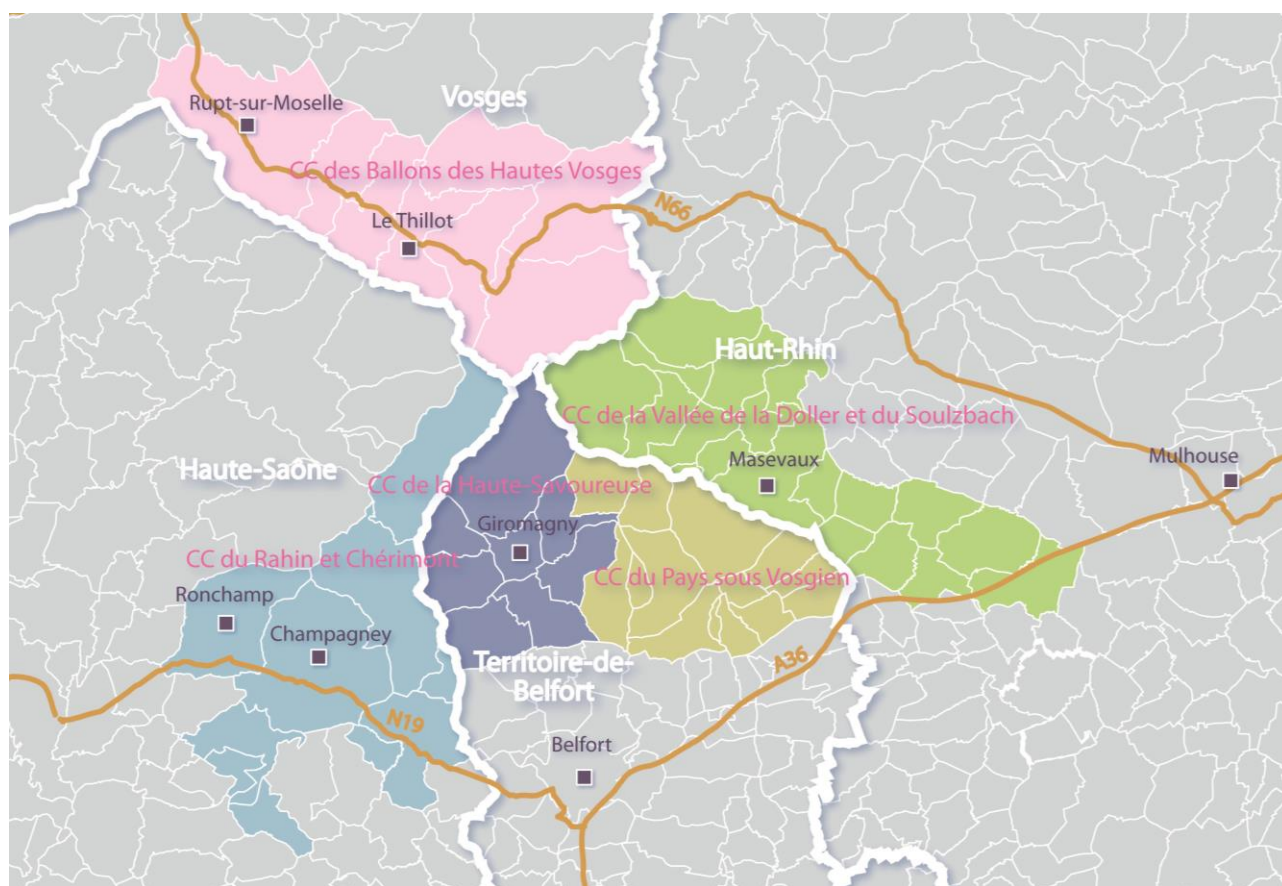 Vosges
Rupt-sur-Moselle
CC des Ballons des Hautes Vosges
N66
Le Thillot
Haut-Rhin
CC de la Vallée de la Doller et du Soulzbach
Masevaux
Mulhouse
Haute-Saône
CC de la Haute-Savoureuse
Giromagny
CC du Rahin et Chérimont
CC du Pays sous Vosgien
Ronchamp
Champagney
Territoire-de-
Belfort
A36
N19
Belfort